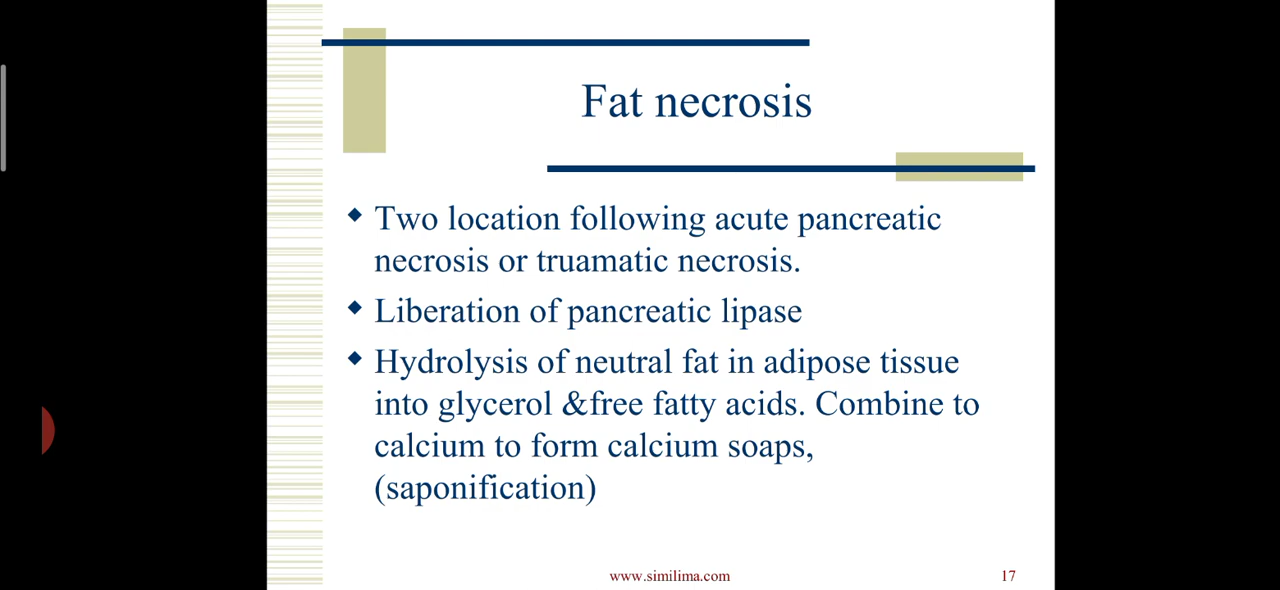 Fat necrosis
◆ Two location following acute pancreatic
necrosis or truamatic necrosis.
◆ Liberation of pancreatic lipase
◆ Hydrolysis of neutral fat in adipose tissue
into glycerol &free fatty acids. Combine to
calcium to form calcium soaps,
(saponification)
www.similima.com 17